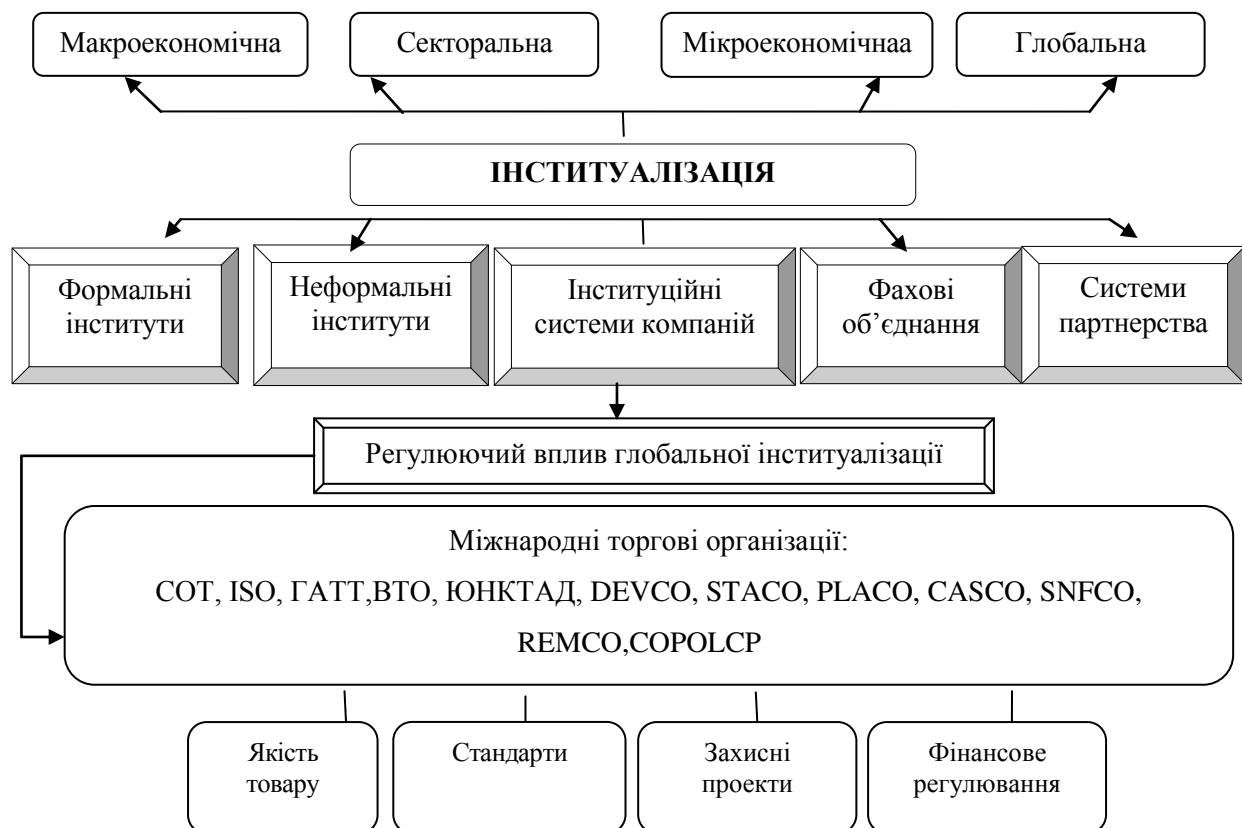 Макроекономічна
Секторальна
Мікроекономічнаа
Глобальна
ІНСТИТУАЛІЗАЦІЯ
Формальні
інститути
Неформальні
інститути
Інституційні
системи компаній
Фахові
об’єднання
Системи
партнерства
Регулюючий вплив глобальної інституалізації
Міжнародні торгові організації:
СОТ, ISO, ГАТТ,ВТО, ЮНКТАД, DEVCO, STACO, PLACO, CASCO, SNFCO,
REMCO,COPOLCP
Якість
товару
Стандарти
Захисні
проекти
Фінансове
регулювання